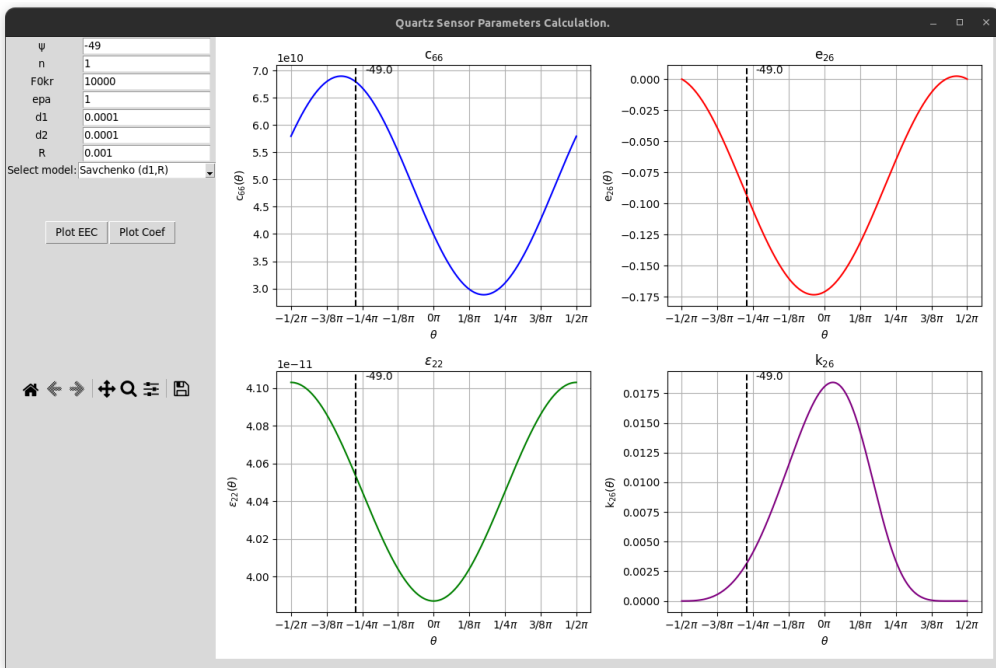 Quartz Sensor Parameters Calculation.
ψ -49
n 1
F0kr 10000
epa 1
d1 0.0001
d2 0.0001
R 0.001
Select model: Savchenko (d1,R)
Plot EEC Plot Coef
c₆₆
1e10
-49.0
7.0
6.5
6.0
5.5
5.0
4.5
4.0
3.5
3.0
c₆₆(θ)
−1/2π −3/8π −1/4π −1/8π 0π 1/8π 1/4π 3/8π 1/2π
θ
e₂₆
-49.0
0.000
−0.025
−0.050
−0.075
−0.100
−0.125
−0.150
−0.175
e₂₆(θ)
−1/2π −3/8π −1/4π −1/8π 0π 1/8π 1/4π 3/8π 1/2π
θ
ε₂₂
1e−11
-49.0
4.10
4.08
4.06
4.04
4.02
4.00
ε₂₂(θ)
−1/2π −3/8π −1/4π −1/8π 0π 1/8π 1/4π 3/8π 1/2π
θ
k₂₆
-49.0
0.0175
0.0150
0.0125
0.0100
0.0075
0.0050
0.0025
0.0000
k₂₆(θ)
−1/2π −3/8π −1/4π −1/8π 0π 1/8π 1/4π 3/8π 1/2π
θ